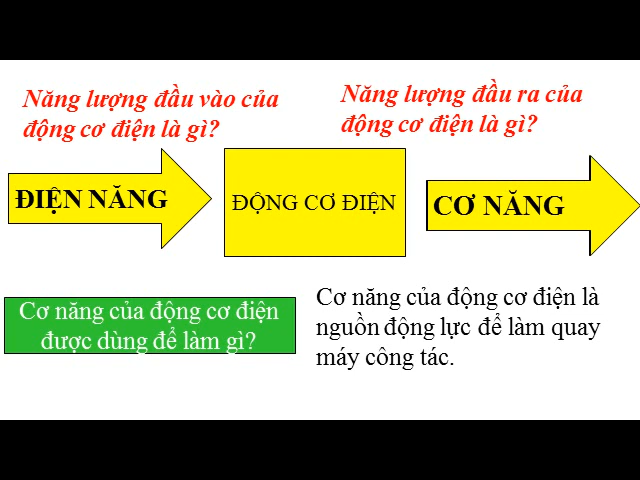 Năng lượng đầu vào của
động cơ điện là gì?
Năng lượng đầu ra của
động cơ điện là gì?
ĐIỆN NĂNG
ĐỘNG CƠ ĐIỆN
CƠ NĂNG
Cơ năng của động cơ điện
được dùng để làm gì?
Cơ năng của động cơ điện là
nguồn động lực để làm quay
máy công tác.